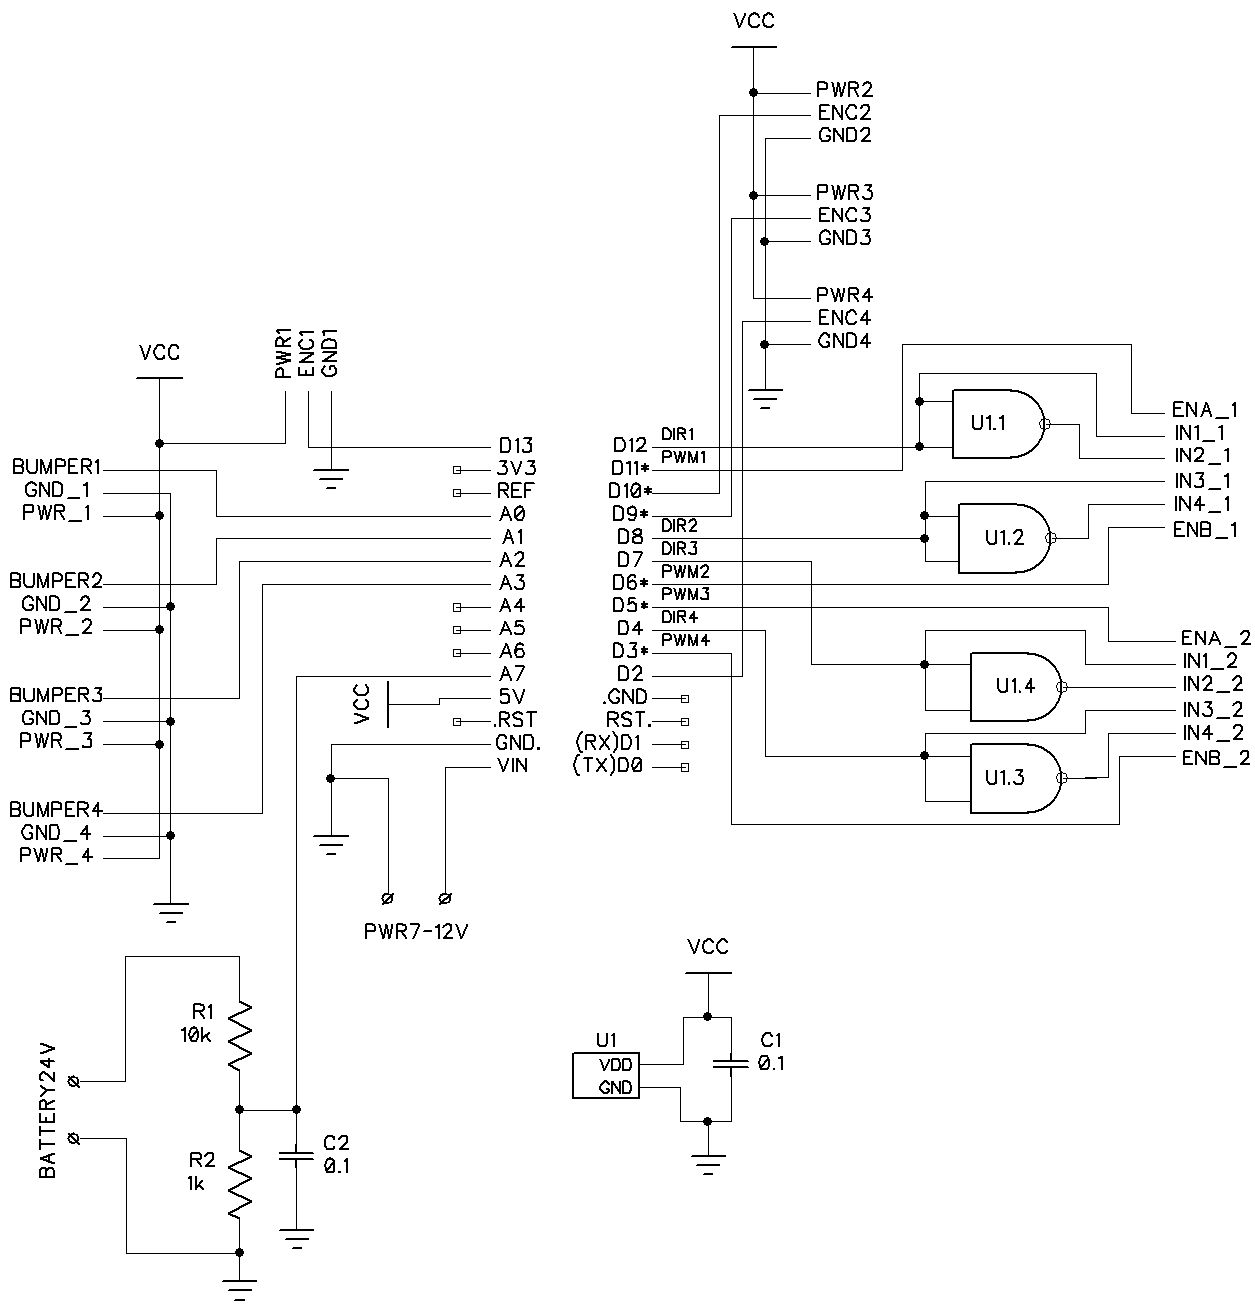 VCC
PWR2
ENC2
GND2
PWR3
ENC3
GND3
PWR4
ENC4
GND4
VCC
PWR1
ENC1
GND1
BUMPER1
GND_1
PWR_1
BUMPER2
GND_2
PWR_2
BUMPER3
GND_3
PWR_3
BUMPER4
GND_4
PWR_4
D13
3V3
REF
A0
A1
A2
A3
A4
A5
A6
A7
5V
.RST
GND.
VIN
VCC
PWR7-12V
D12
D11*
D10*
D9*
D8
D7
D6*
D5*
D4
D3*
D2
.GND
RST.
(RX)D1
(TX)D0
DIR1
PWM1
DIR2
DIR3
PWM2
PWM3
DIR4
PWM4
U1.1
U1.2
U1.4
U1.3
ENA_1
IN1_1
IN2_1
IN3_1
IN4_1
ENB_1
ENA_2
IN1_2
IN2_2
IN3_2
IN4_2
ENB_2
BATTERY24V
R1
10k
R2
1k
C2
0.1
VCC
U1
VDD
GND
C1
0.1